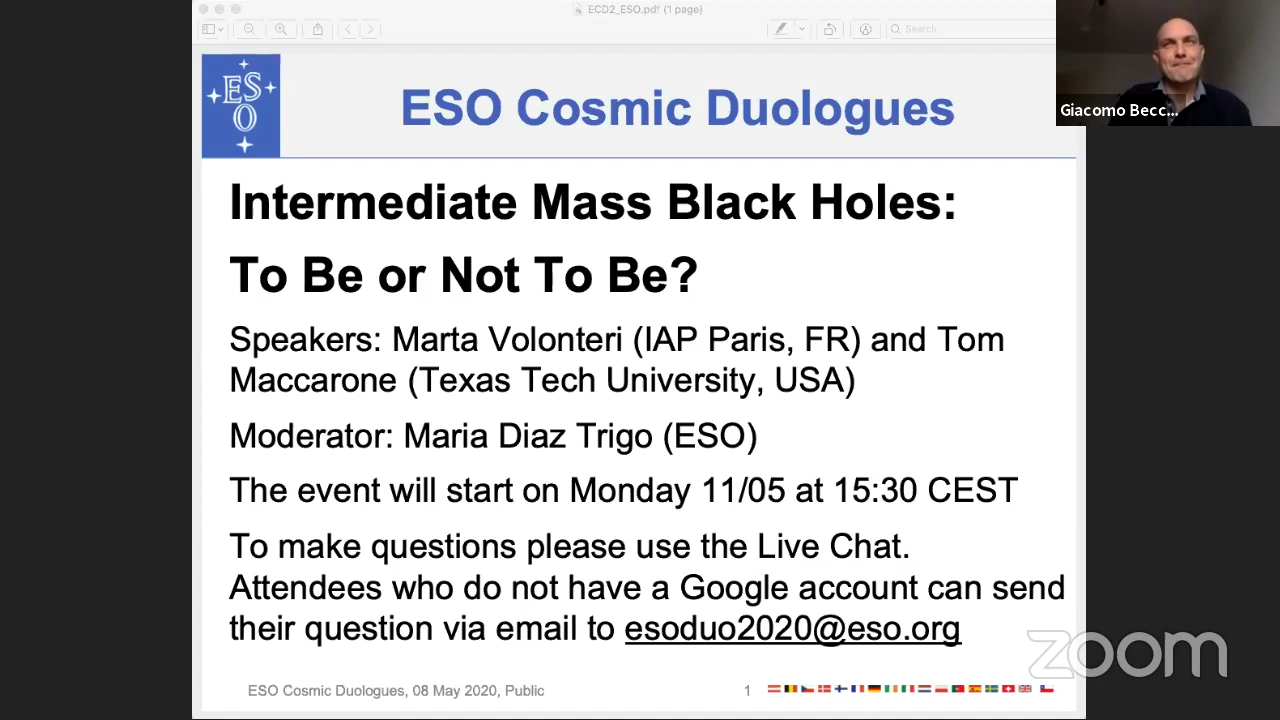 ECD2_ESO.pdf (1 page)
Search
ESO
ESO Cosmic Duologues
Giacomo Becc...
Intermediate Mass Black Holes:
To Be or Not To Be?
Speakers: Marta Volonteri (IAP Paris, FR) and Tom
Maccarone (Texas Tech University, USA)
Moderator: Maria Diaz Trigo (ESO)
The event will start on Monday 11/05 at 15:30 CEST
To make questions please use the Live Chat.
Attendees who do not have a Google account can send
their question via email to esoduo2020@eso.org
zoom
ESO Cosmic Duologues, 08 May 2020, Public
1